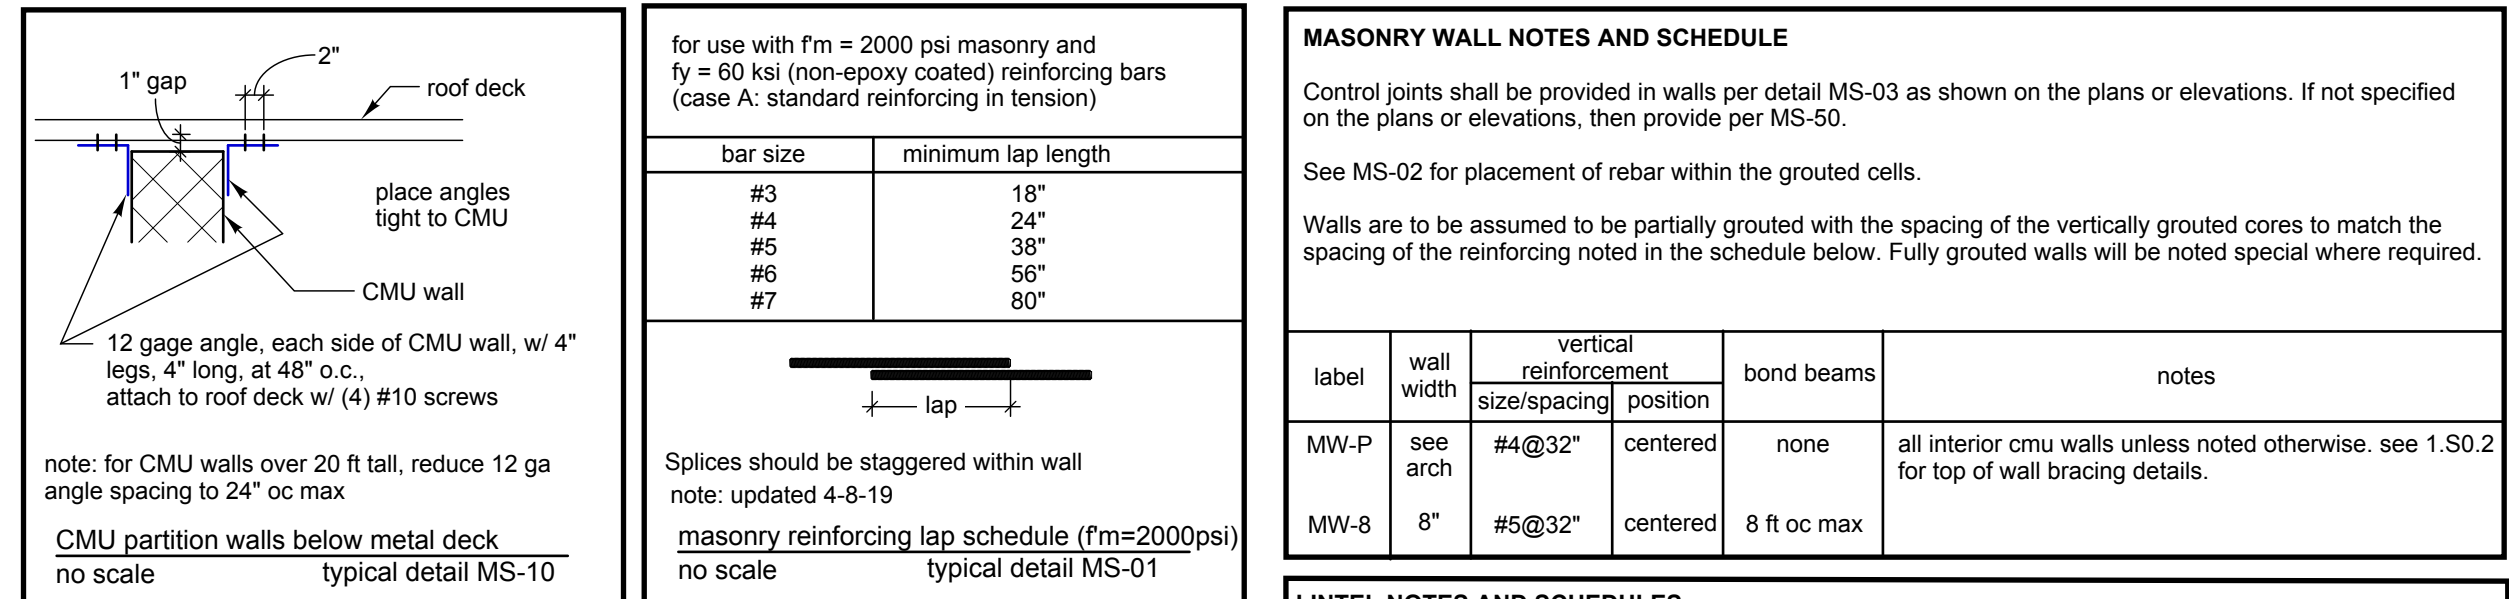 2"
1" gap
roof deck
place angles
tight to CMU
CMU wall
12 gage angle, each side of CMU wall, w/ 4"
legs, 4" long, at 48" o.c.,
attach to roof deck w/ (4) #10 screws
note: for CMU walls over 20 ft tall, reduce 12 ga
angle spacing to 24" oc max
CMU partition walls below metal deck
no scale typical detail MS-10
for use with f'm = 2000 psi masonry and
fy = 60 ksi (non-epoxy coated) reinforcing bars
(case A: standard reinforcing in tension)
bar size minimum lap length
#3 18"
#4 24"
#5 38"
#6 56"
#7 80"
lap
Splices should be staggered within wall
note: updated 4-8-19
masonry reinforcing lap schedule (f'm=2000psi)
no scale typical detail MS-01
MASONRY WALL NOTES AND SCHEDULE
Control joints shall be provided in walls per detail MS-03 as shown on the plans or elevations. If not specified
on the plans or elevations, then provide per MS-50.
See MS-02 for placement of rebar within the grouted cells.
Walls are to be assumed to be partially grouted with the spacing of the vertically grouted cores to match the
spacing of the reinforcing noted in the schedule below. Fully grouted walls will be noted special where required.
label wall width vertical reinforcement bond beams notes
size/spacing position
MW-P see arch #4@32" centered none all interior cmu walls unless noted otherwise. see 1.S0.2
for top of wall bracing details.
MW-8 8" #5@32" centered 8 ft oc max
LINTEL NOTES AND SCHEDULES